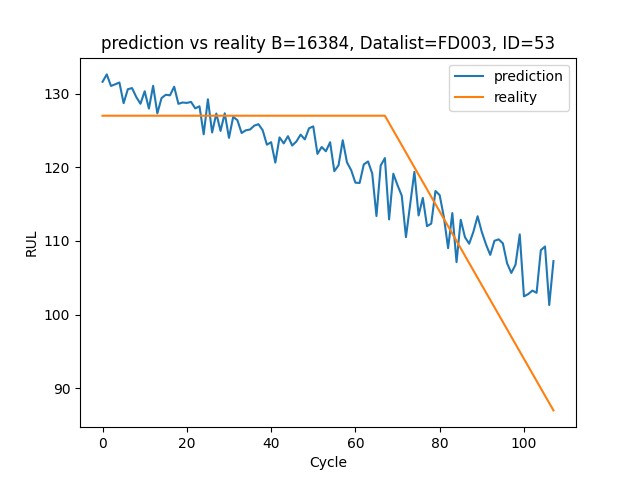 prediction vs reality B=16384, Datalist=FD003, ID=53
prediction
reality
130
120
110
100
90
RUL
0 20 40 60 80 100
Cycle